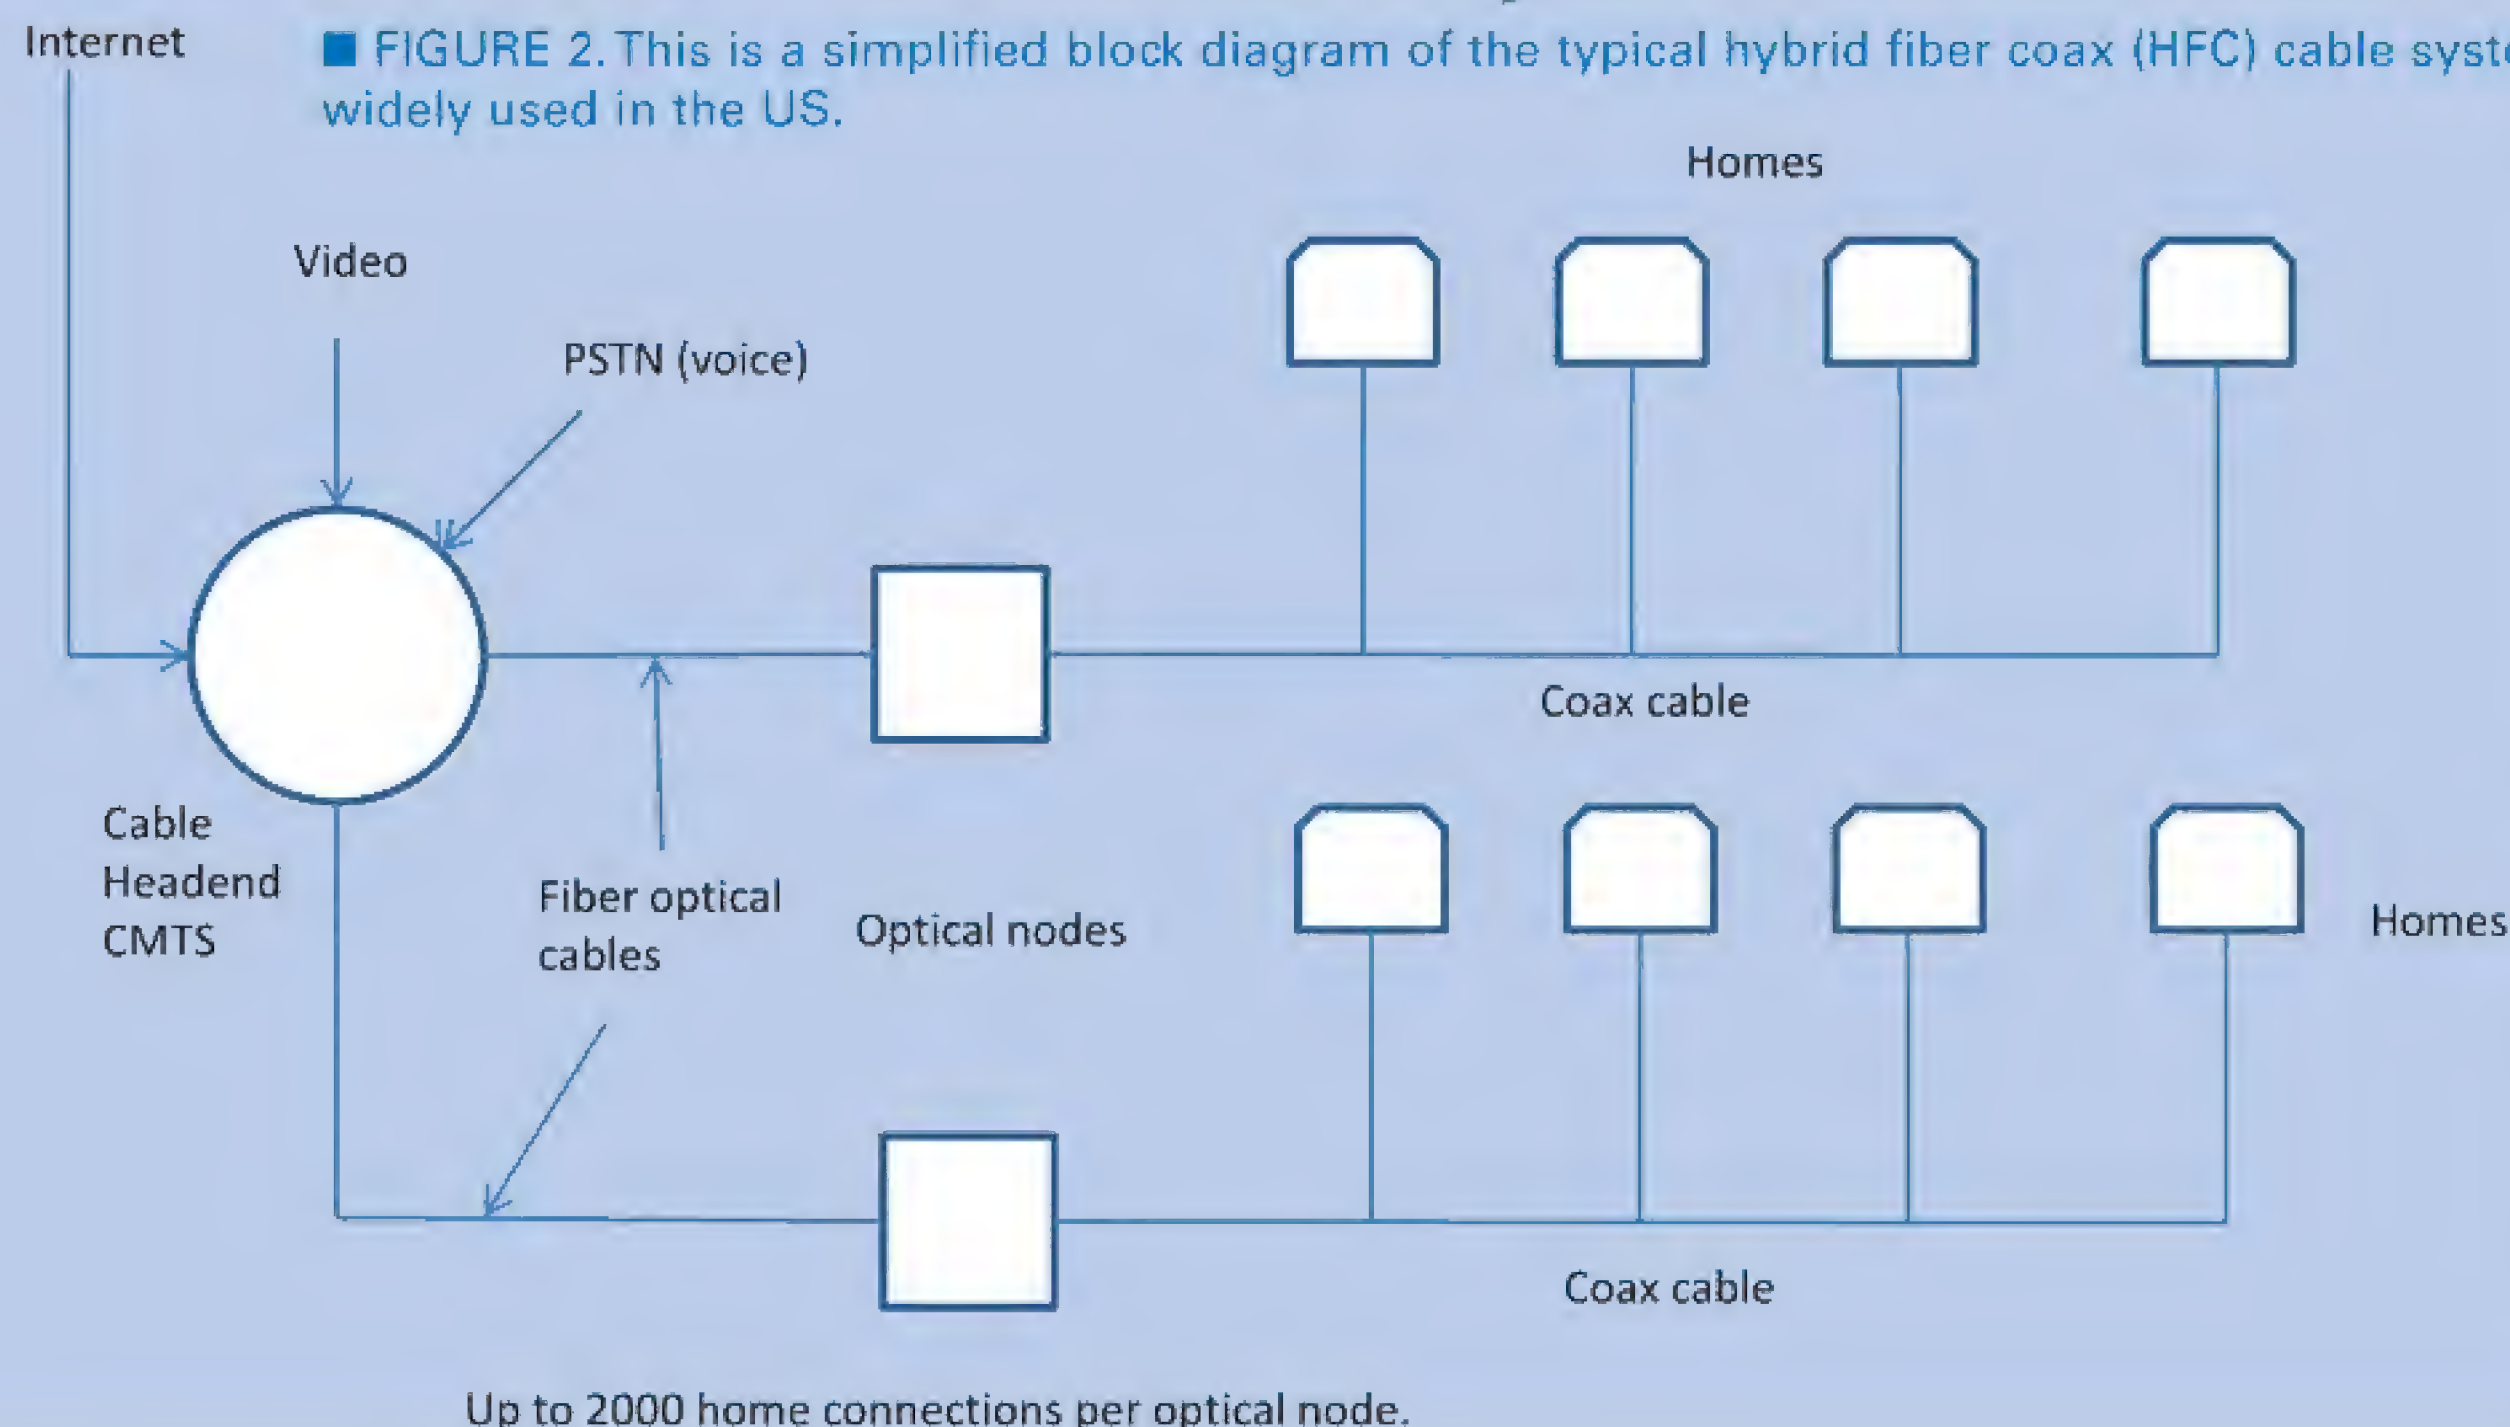 Internet
■ FIGURE 2. This is a simplified block diagram of the typical hybrid fiber coax (HFC) cable
widely used in the US.
Homes
Video
PSTN (voice)
Coax cable
Cable
Headend
CMTS
Fiber optical
cables
Optical nodes
Homes
Coax cable
Up to 2000 home connections per optical node.